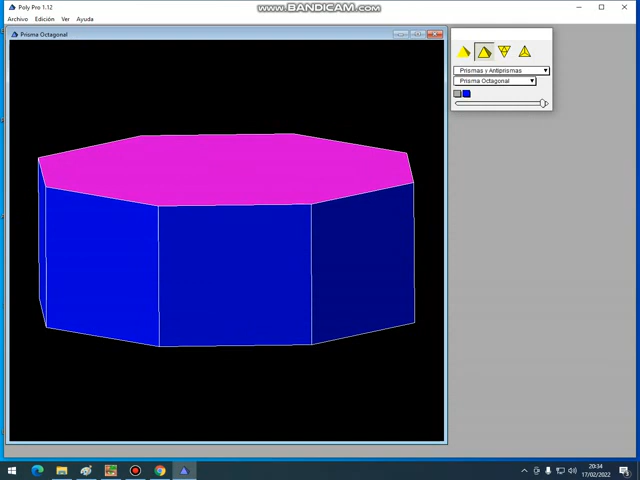 Poly Pro 1.12
www.BANDICAM.com
Archivo Edición Ver Ayuda
Prisma Octagonal
Prismas y Antiprismas
Prisma Octagonal
20:34
17/02/2022